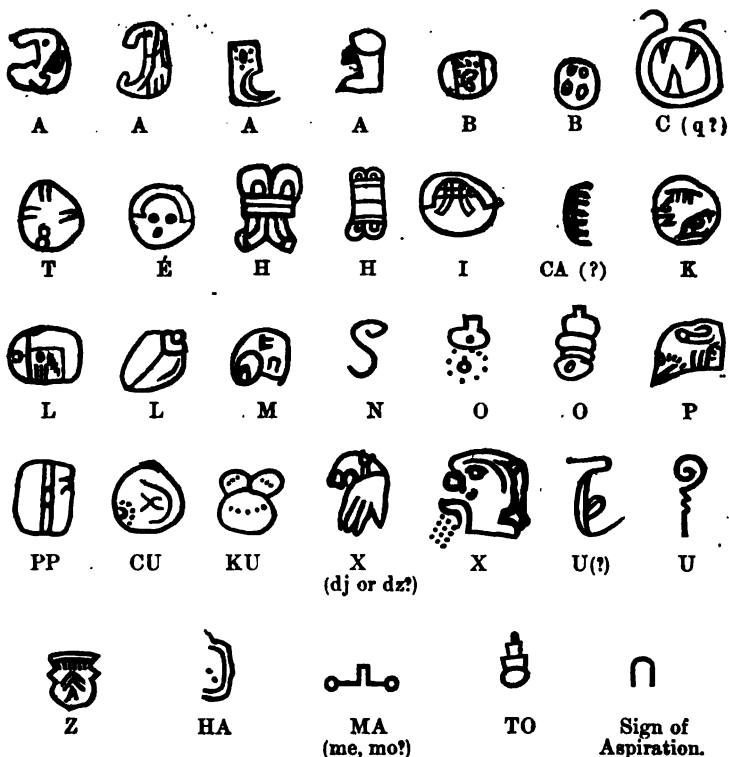 A A A A B B C (q?)
T É H H I CA (?) K
L L M N O O P
PP CU KU X X U(?) U
(dj or dz?)
Z HA MA TO Sign of
(me, mo?) Aspiration.